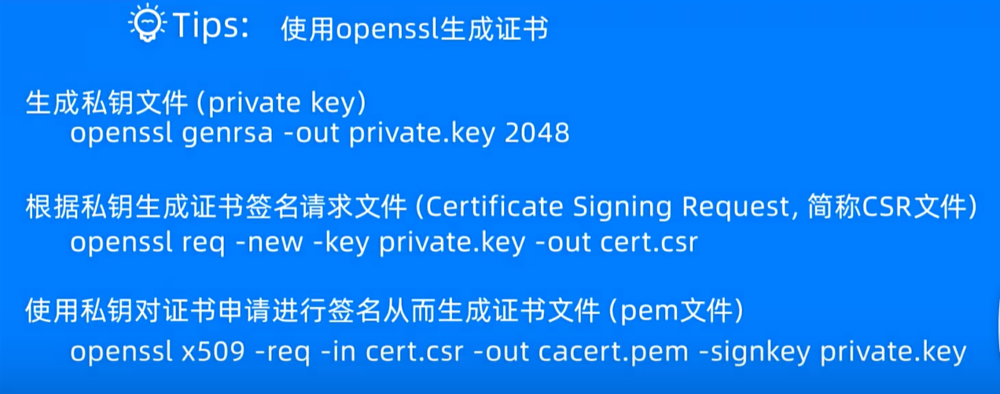 Tips: 使用openssl生成证书
生成私钥文件 (private key)
openssl genrsa -out private.key 2048
根据私钥生成证书签名请求文件 (Certificate Signing Request, 简称CSR文件)
openssl req -new -key private.key -out cert.csr
使用私钥对证书申请进行签名从而生成证书文件 (pem文件)
openssl x509 -req -in cert.csr -out cacert.pem -signkey private.key